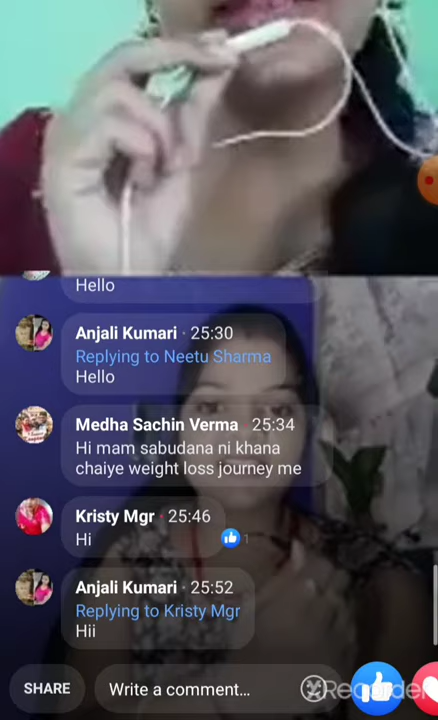 Hello
Anjali Kumari · 25:30
Replying to Neetu Sharma
Hello
Medha Sachin Verma · 25:34
Hi mam sabudana ni khana
chaiye weight loss journey me
Kristy Mgr · 25:46
Hi
1
Anjali Kumari · 25:52
Replying to Kristy Mgr
Hii
SHARE
Write a comment...